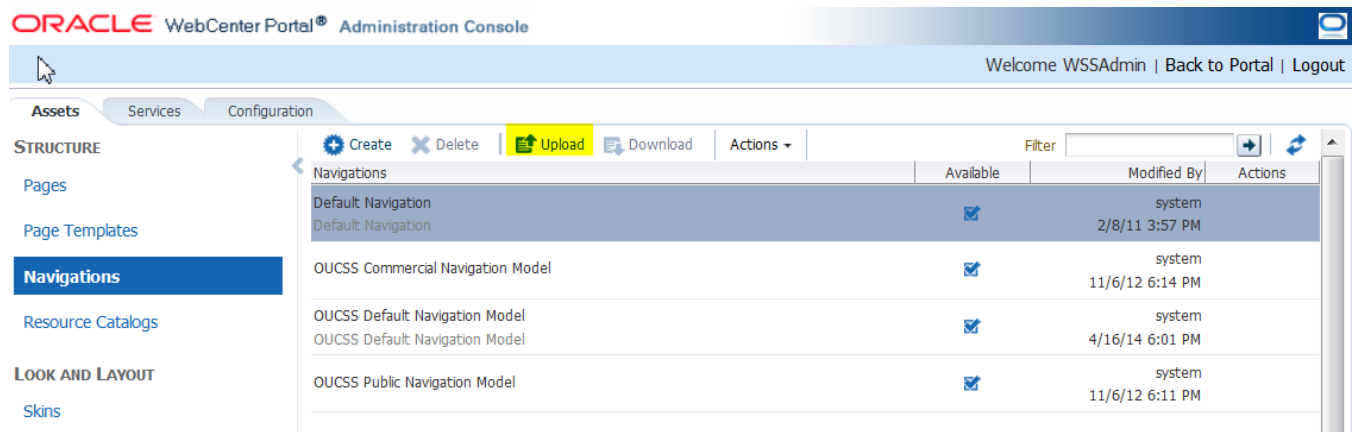 ORACLE WebCenter Portal® Administration Console
Welcome WSSAdmin | Back to Portal | Logout
Assets Services Configuration
STRUCTURE
Pages
Page Templates
Navigations
Resource Catalogs
LOOK AND LAYOUT
Skins
Create Delete Upload Download Actions Filter
Navigations Available Modified By Actions
Default Navigation system
Default Navigation 2/8/11 3:57 PM
OUCSS Commercial Navigation Model system
11/6/12 6:14 PM
OUCSS Default Navigation Model system
OUCSS Default Navigation Model 4/16/14 6:01 PM
OUCSS Public Navigation Model system
11/6/12 6:11 PM